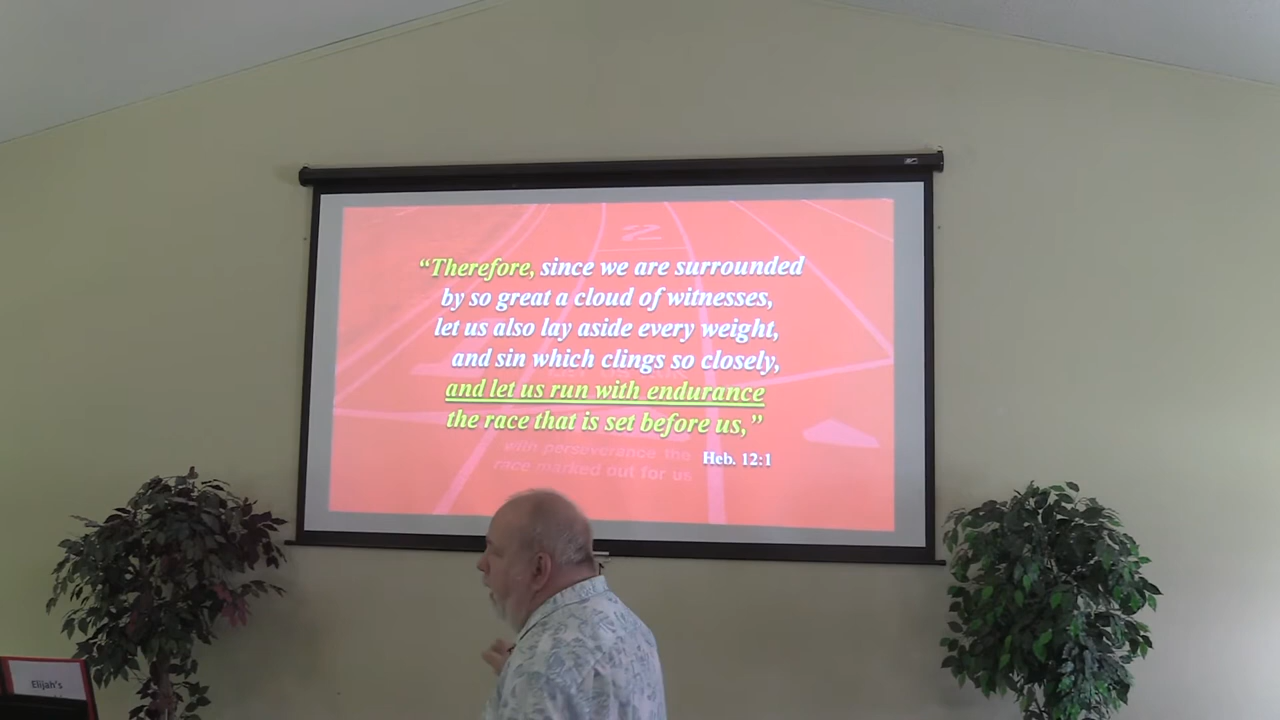 2
“Therefore, since we are surrounded
by so great a cloud of witnesses,
let us also lay aside every weight,
and sin which clings so closely,
and let us run with endurance
the race that is set before us,”
with perseverance the
race marked out for us
Heb. 12:1
Elijah's